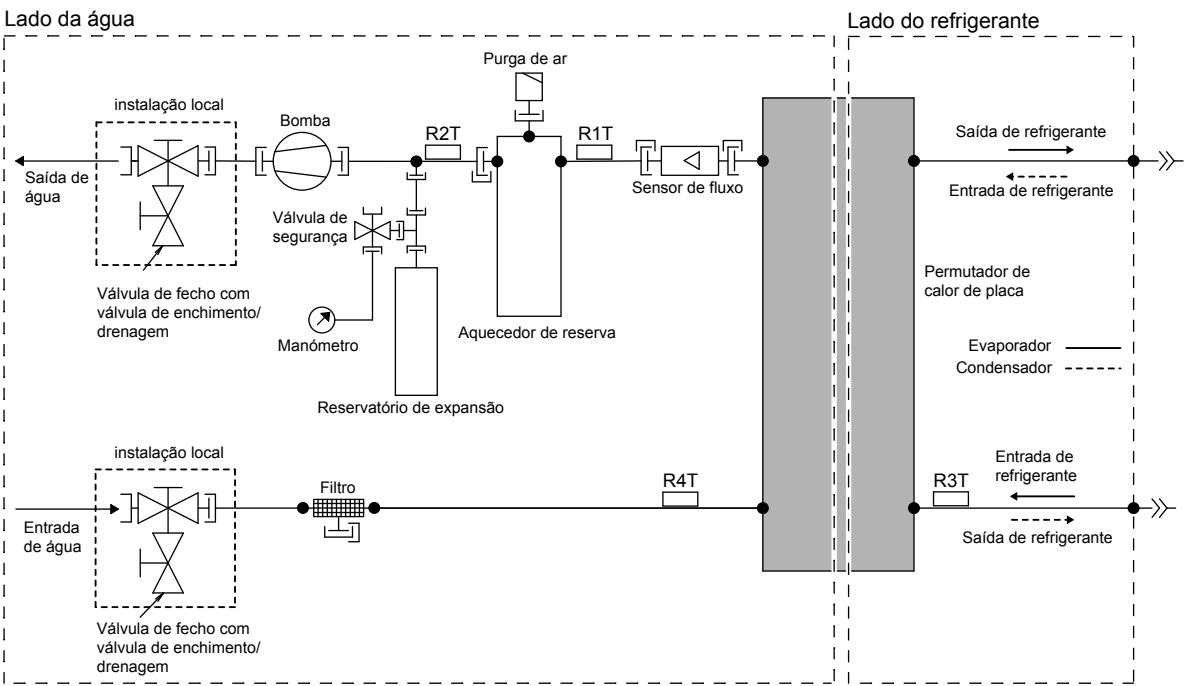 Lado da água
Lado do refrigerante
Purga de ar
instalação local
Bomba
R2T
R1T
Saída de refrigerante
Saída de
água
Sensor de fluxo
Entrada de refrigerante
Válvula de
segurança
Válvula de fecho com
válvula de enchimento/
drenagem
Permutador de
calor de placa
Manómetro
Aquecedor de reserva
Evaporador
Condensador
Reservatório de expansão
instalação local
Filtro
R4T
R3T
Entrada de
refrigerante
Entrada
de água
Saída de refrigerante
Válvula de fecho com
válvula de enchimento/
drenagem